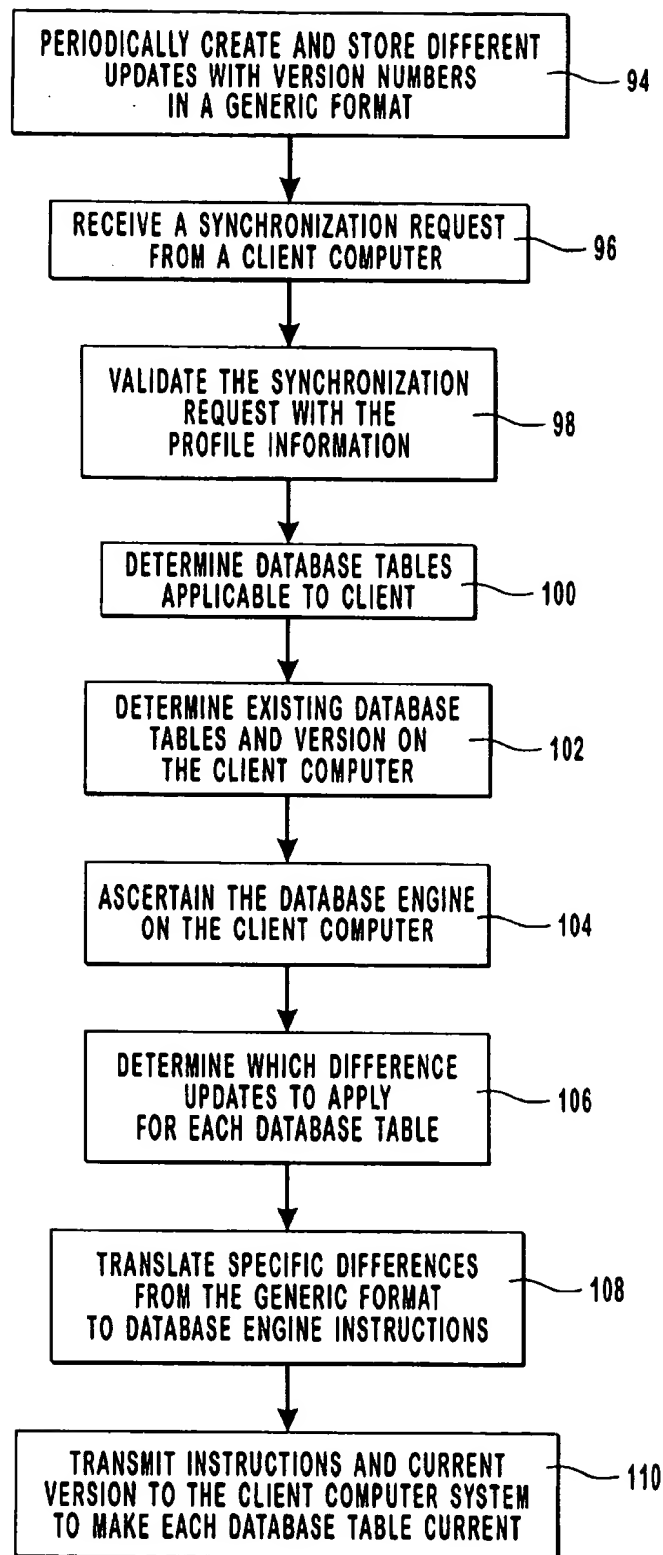 PERIODICALLY CREATE AND STORE DIFFERENT
UPDATES WITH VERSION NUMBERS
IN A GENERIC FORMAT
94
RECEIVE A SYNCHRONIZATION REQUEST
FROM A CLIENT COMPUTER
96
VALIDATE THE SYNCHRONIZATION
REQUEST WITH THE
PROFILE INFORMATION
98
DETERMINE DATABASE TABLES
APPLICABLE TO CLIENT
100
DETERMINE EXISTING DATABASE
TABLES AND VERSION ON
THE CLIENT COMPUTER
102
ASCERTAIN THE DATABASE ENGINE
ON THE CLIENT COMPUTER
104
DETERMINE WHICH DIFFERENCE
UPDATES TO APPLY
FOR EACH DATABASE TABLE
106
TRANSLATE SPECIFIC DIFFERENCES
FROM THE GENERIC FORMAT
TO DATABASE ENGINE INSTRUCTIONS
108
TRANSMIT INSTRUCTIONS AND CURRENT
VERSION TO THE CLIENT COMPUTER SYSTEM
TO MAKE EACH DATABASE TABLE CURRENT
110